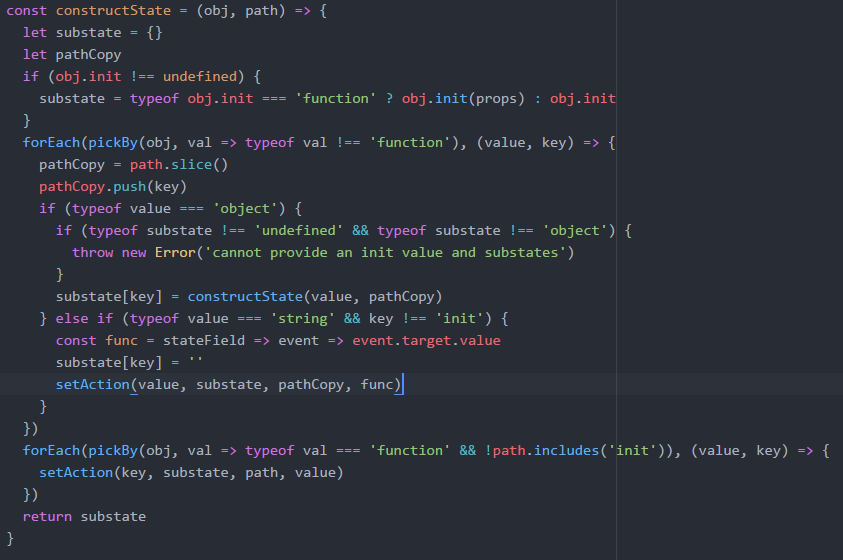 const constructState = (obj, path) => {
  let substate = {}
  let pathCopy
  if (obj.init !== undefined) {
    substate = typeof obj.init === 'function' ? obj.init(props) : obj.init
  }
  forEach(pickBy(obj, val => typeof val !== 'function'), (value, key) => {
    pathCopy = path.slice()
    pathCopy.push(key)
    if (typeof value === 'object') {
      if (typeof substate !== 'undefined' && typeof substate !== 'object') {
        throw new Error('cannot provide an init value and substates')
      }
      substate[key] = constructState(value, pathCopy)
    } else if (typeof value === 'string' && key !== 'init') {
      const func = stateField => event => event.target.value
      substate[key] = ''
      setAction(value, substate, pathCopy, func)
    }
  })
  forEach(pickBy(obj, val => typeof val === 'function' && !path.includes('init')), (value, key) => {
    setAction(key, substate, path, value)
  })
  return substate
}